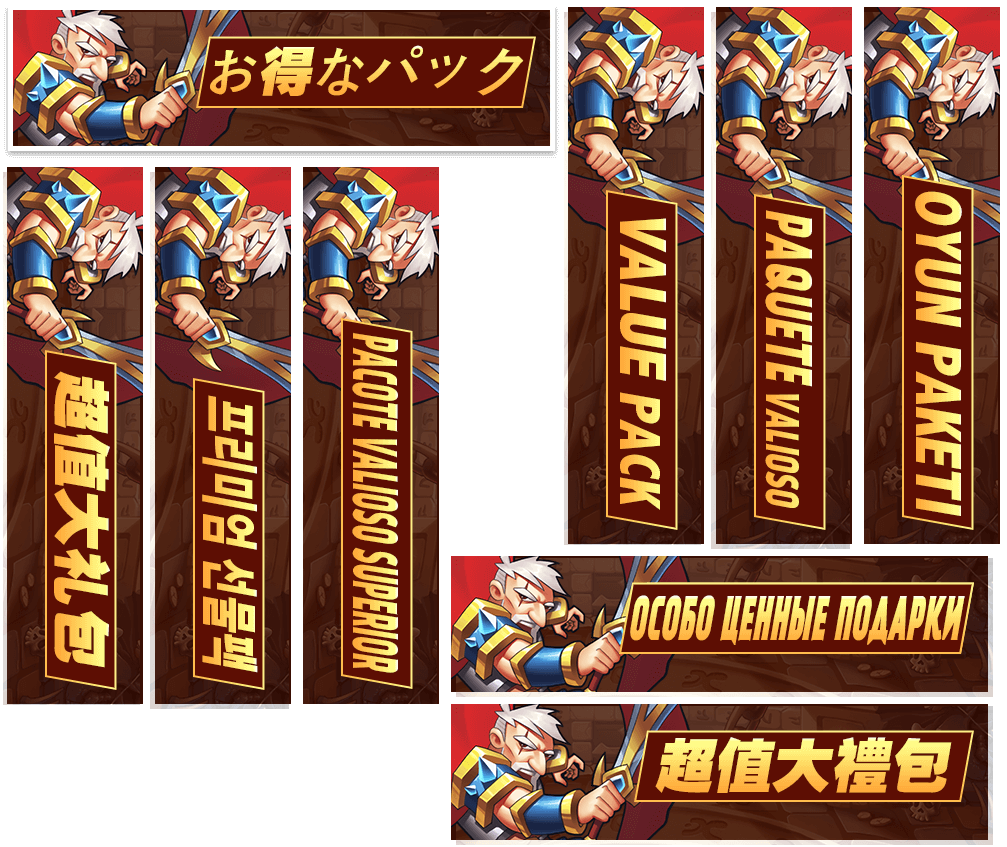 お得なパック
VALUE PACK
PAQUETE VALIOSO
OYUN PAKETI
超值大礼包
프리미엄 선물팩
PACOTE VALIOSO SUPERIOR
ОСОБО ЦЕННЫЕ ПОДАРКИ
超值大禮包